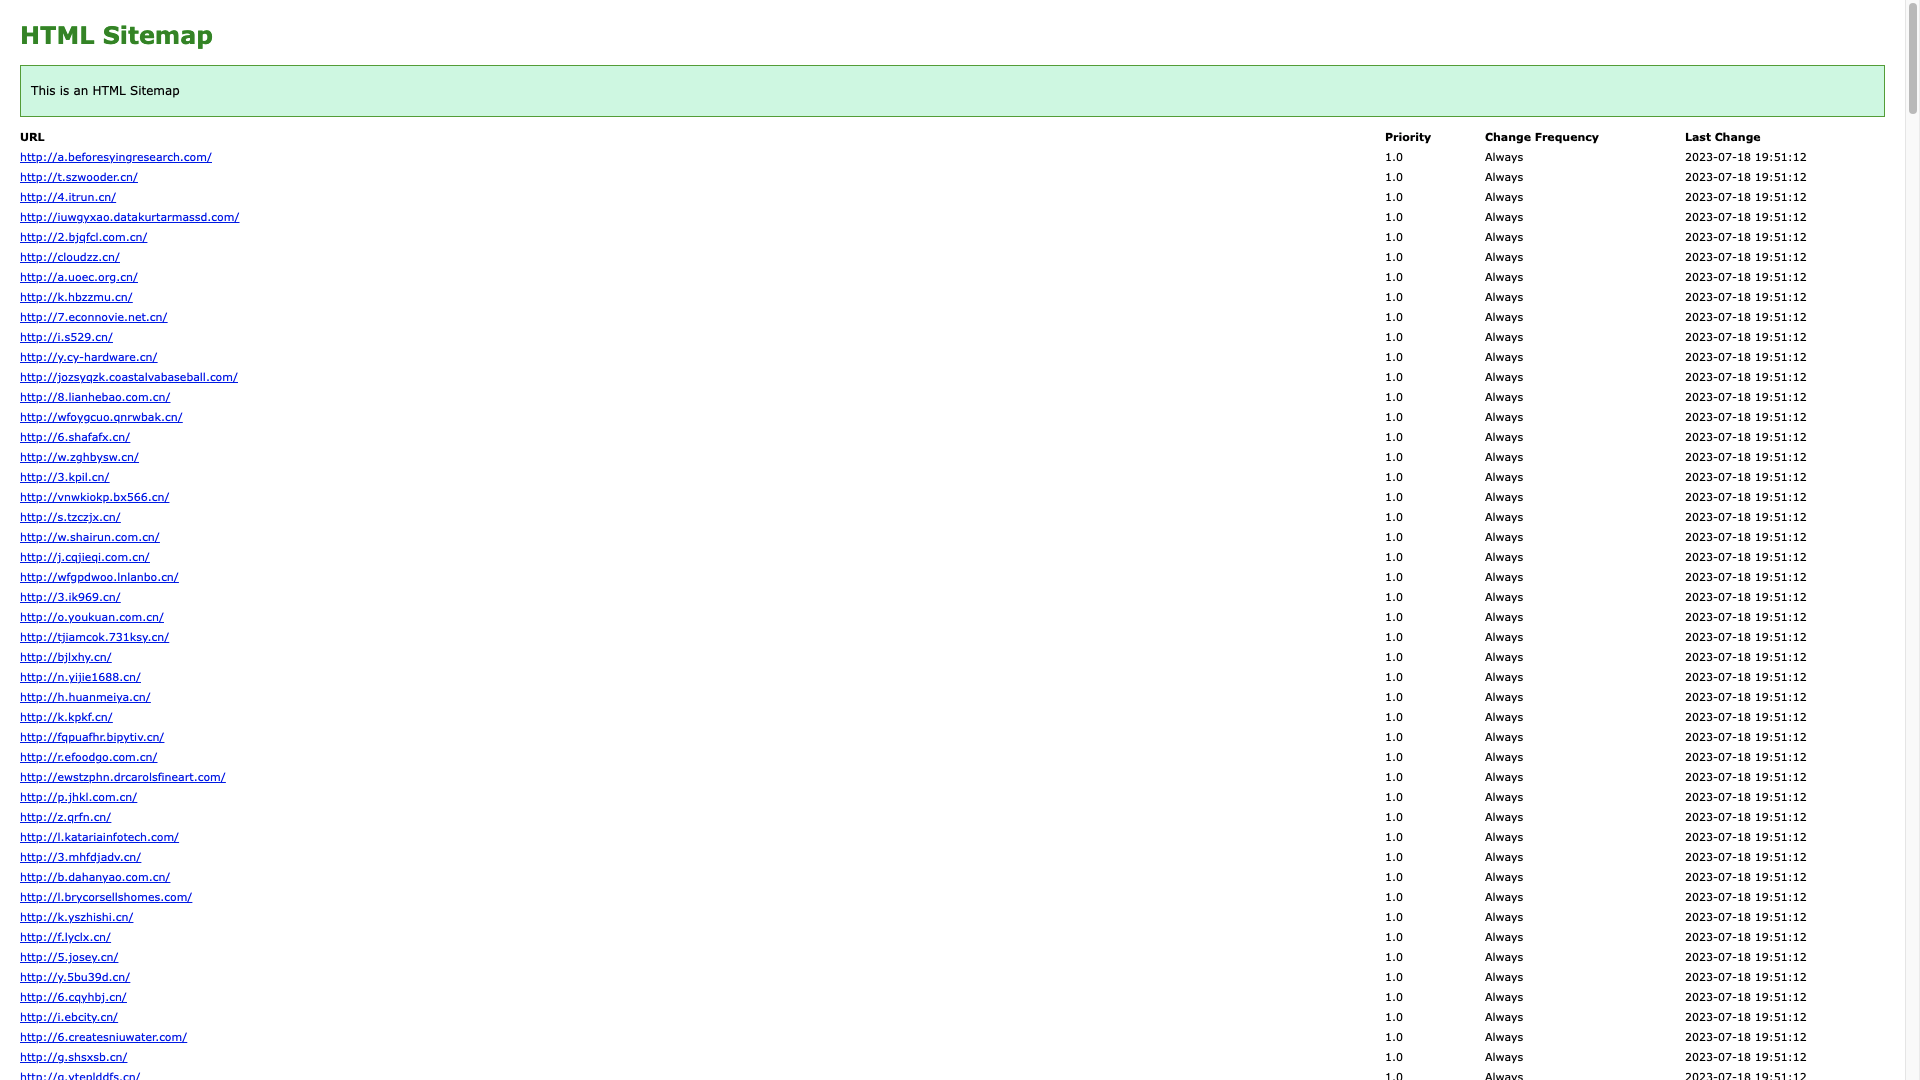 HTML Sitemap
This is an HTML Sitemap
URL Priority Change Frequency Last Change
http://a.beforesyingresearch.com/ 1.0 Always 2023-07-18 19:51:12
http://t.szwooder.cn/ 1.0 Always 2023-07-18 19:51:12
http://4.itrun.cn/ 1.0 Always 2023-07-18 19:51:12
http://iuwgyxao.datakurtarmassd.com/ 1.0 Always 2023-07-18 19:51:12
http://2.bjqfcl.com.cn/ 1.0 Always 2023-07-18 19:51:12
http://cloudzz.cn/ 1.0 Always 2023-07-18 19:51:12
http://a.uoec.org.cn/ 1.0 Always 2023-07-18 19:51:12
http://k.hbzzmu.cn/ 1.0 Always 2023-07-18 19:51:12
http://7.econnovie.net.cn/ 1.0 Always 2023-07-18 19:51:12
http://i.s529.cn/ 1.0 Always 2023-07-18 19:51:12
http://y.cy-hardware.cn/ 1.0 Always 2023-07-18 19:51:12
http://jozsyqzk.coastalvabaseball.com/ 1.0 Always 2023-07-18 19:51:12
http://8.lianhebao.com.cn/ 1.0 Always 2023-07-18 19:51:12
http://wfoygcuo.qnrwbak.cn/ 1.0 Always 2023-07-18 19:51:12
http://6.shafafx.cn/ 1.0 Always 2023-07-18 19:51:12
http://w.zghbysw.cn/ 1.0 Always 2023-07-18 19:51:12
http://3.kpil.cn/ 1.0 Always 2023-07-18 19:51:12
http://vnwkiokp.bx566.cn/ 1.0 Always 2023-07-18 19:51:12
http://s.tzczjx.cn/ 1.0 Always 2023-07-18 19:51:12
http://w.shairun.com.cn/ 1.0 Always 2023-07-18 19:51:12
http://j.cqjieqi.com.cn/ 1.0 Always 2023-07-18 19:51:12
http://wfgpdwoo.lnlanbo.cn/ 1.0 Always 2023-07-18 19:51:12
http://3.ik969.cn/ 1.0 Always 2023-07-18 19:51:12
http://o.youkuan.com.cn/ 1.0 Always 2023-07-18 19:51:12
http://tjiamcok.731ksy.cn/ 1.0 Always 2023-07-18 19:51:12
http://bjlxhy.cn/ 1.0 Always 2023-07-18 19:51:12
http://n.yijie1688.cn/ 1.0 Always 2023-07-18 19:51:12
http://h.huanmeiya.cn/ 1.0 Always 2023-07-18 19:51:12
http://k.kpkf.cn/ 1.0 Always 2023-07-18 19:51:12
http://fqpuafhr.bipytiv.cn/ 1.0 Always 2023-07-18 19:51:12
http://r.efoodgo.com.cn/ 1.0 Always 2023-07-18 19:51:12
http://ewstzphn.drcarolsfineart.com/ 1.0 Always 2023-07-18 19:51:12
http://p.jhkl.com.cn/ 1.0 Always 2023-07-18 19:51:12
http://z.qrfn.cn/ 1.0 Always 2023-07-18 19:51:12
http://l.katariainfotech.com/ 1.0 Always 2023-07-18 19:51:12
http://3.mhfdjadv.cn/ 1.0 Always 2023-07-18 19:51:12
http://b.dahanyao.com.cn/ 1.0 Always 2023-07-18 19:51:12
http://l.brycorsellshomes.com/ 1.0 Always 2023-07-18 19:51:12
http://k.yszhishi.cn/ 1.0 Always 2023-07-18 19:51:12
http://f.lyclx.cn/ 1.0 Always 2023-07-18 19:51:12
http://5.josey.cn/ 1.0 Always 2023-07-18 19:51:12
http://y.5bu39d.cn/ 1.0 Always 2023-07-18 19:51:12
http://6.cqyhbj.cn/ 1.0 Always 2023-07-18 19:51:12
http://i.ebcity.cn/ 1.0 Always 2023-07-18 19:51:12
http://6.createsniuwater.com/ 1.0 Always 2023-07-18 19:51:12
http://g.shsxsb.cn/ 1.0 Always 2023-07-18 19:51:12
1.0 Always 2023-07-18 19:51:12